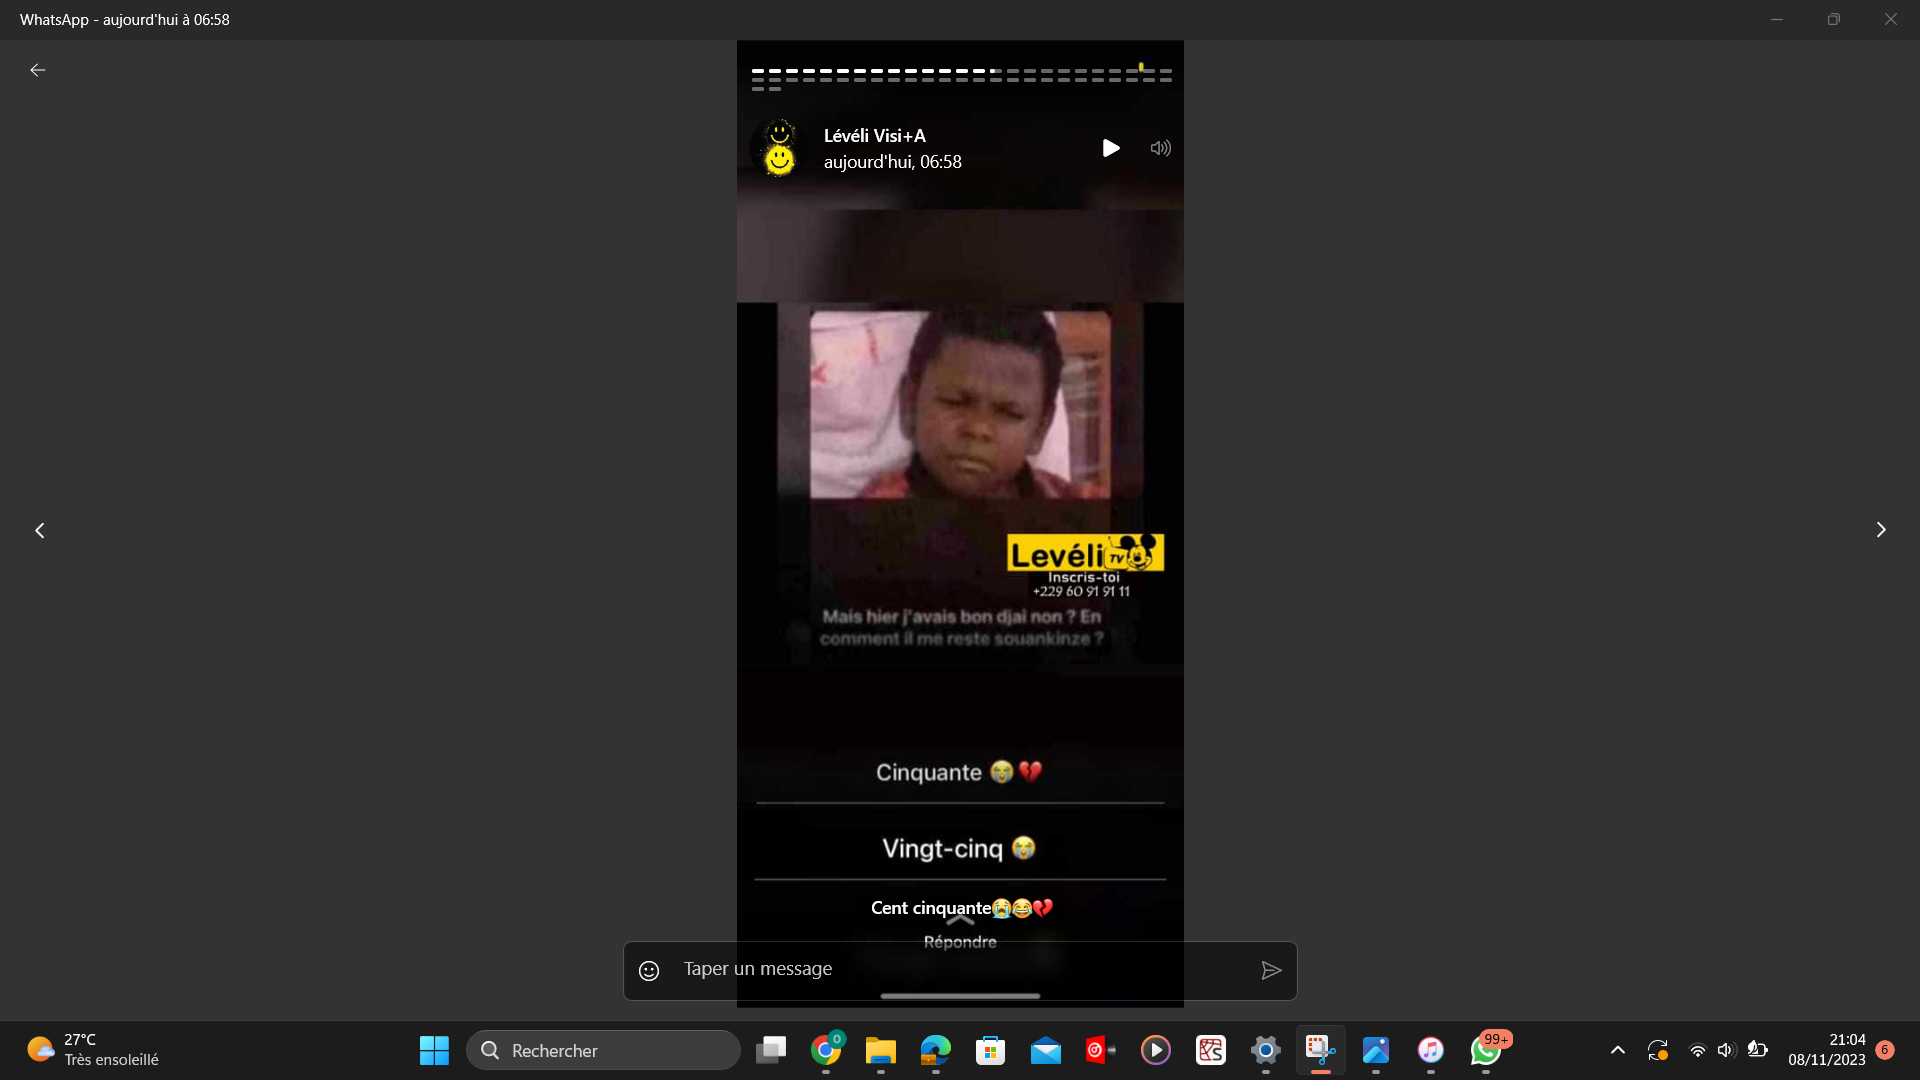 WhatsApp - aujourd'hui à 06:58
Lévéli Visi+A
aujourd'hui, 06:58
Levéli TV
Inscris-toi
+229 60 91 91 11
Mais hier j'avais bon djai non ? En
comment il me reste souankinze ?
Cinquante 😭💔
Vingt-cinq 😭
Cent cinquante😭😂💔
Répondre
Taper un message
27°C
Très ensoleillé
Rechercher
0
99+
21:04
08/11/2023
6